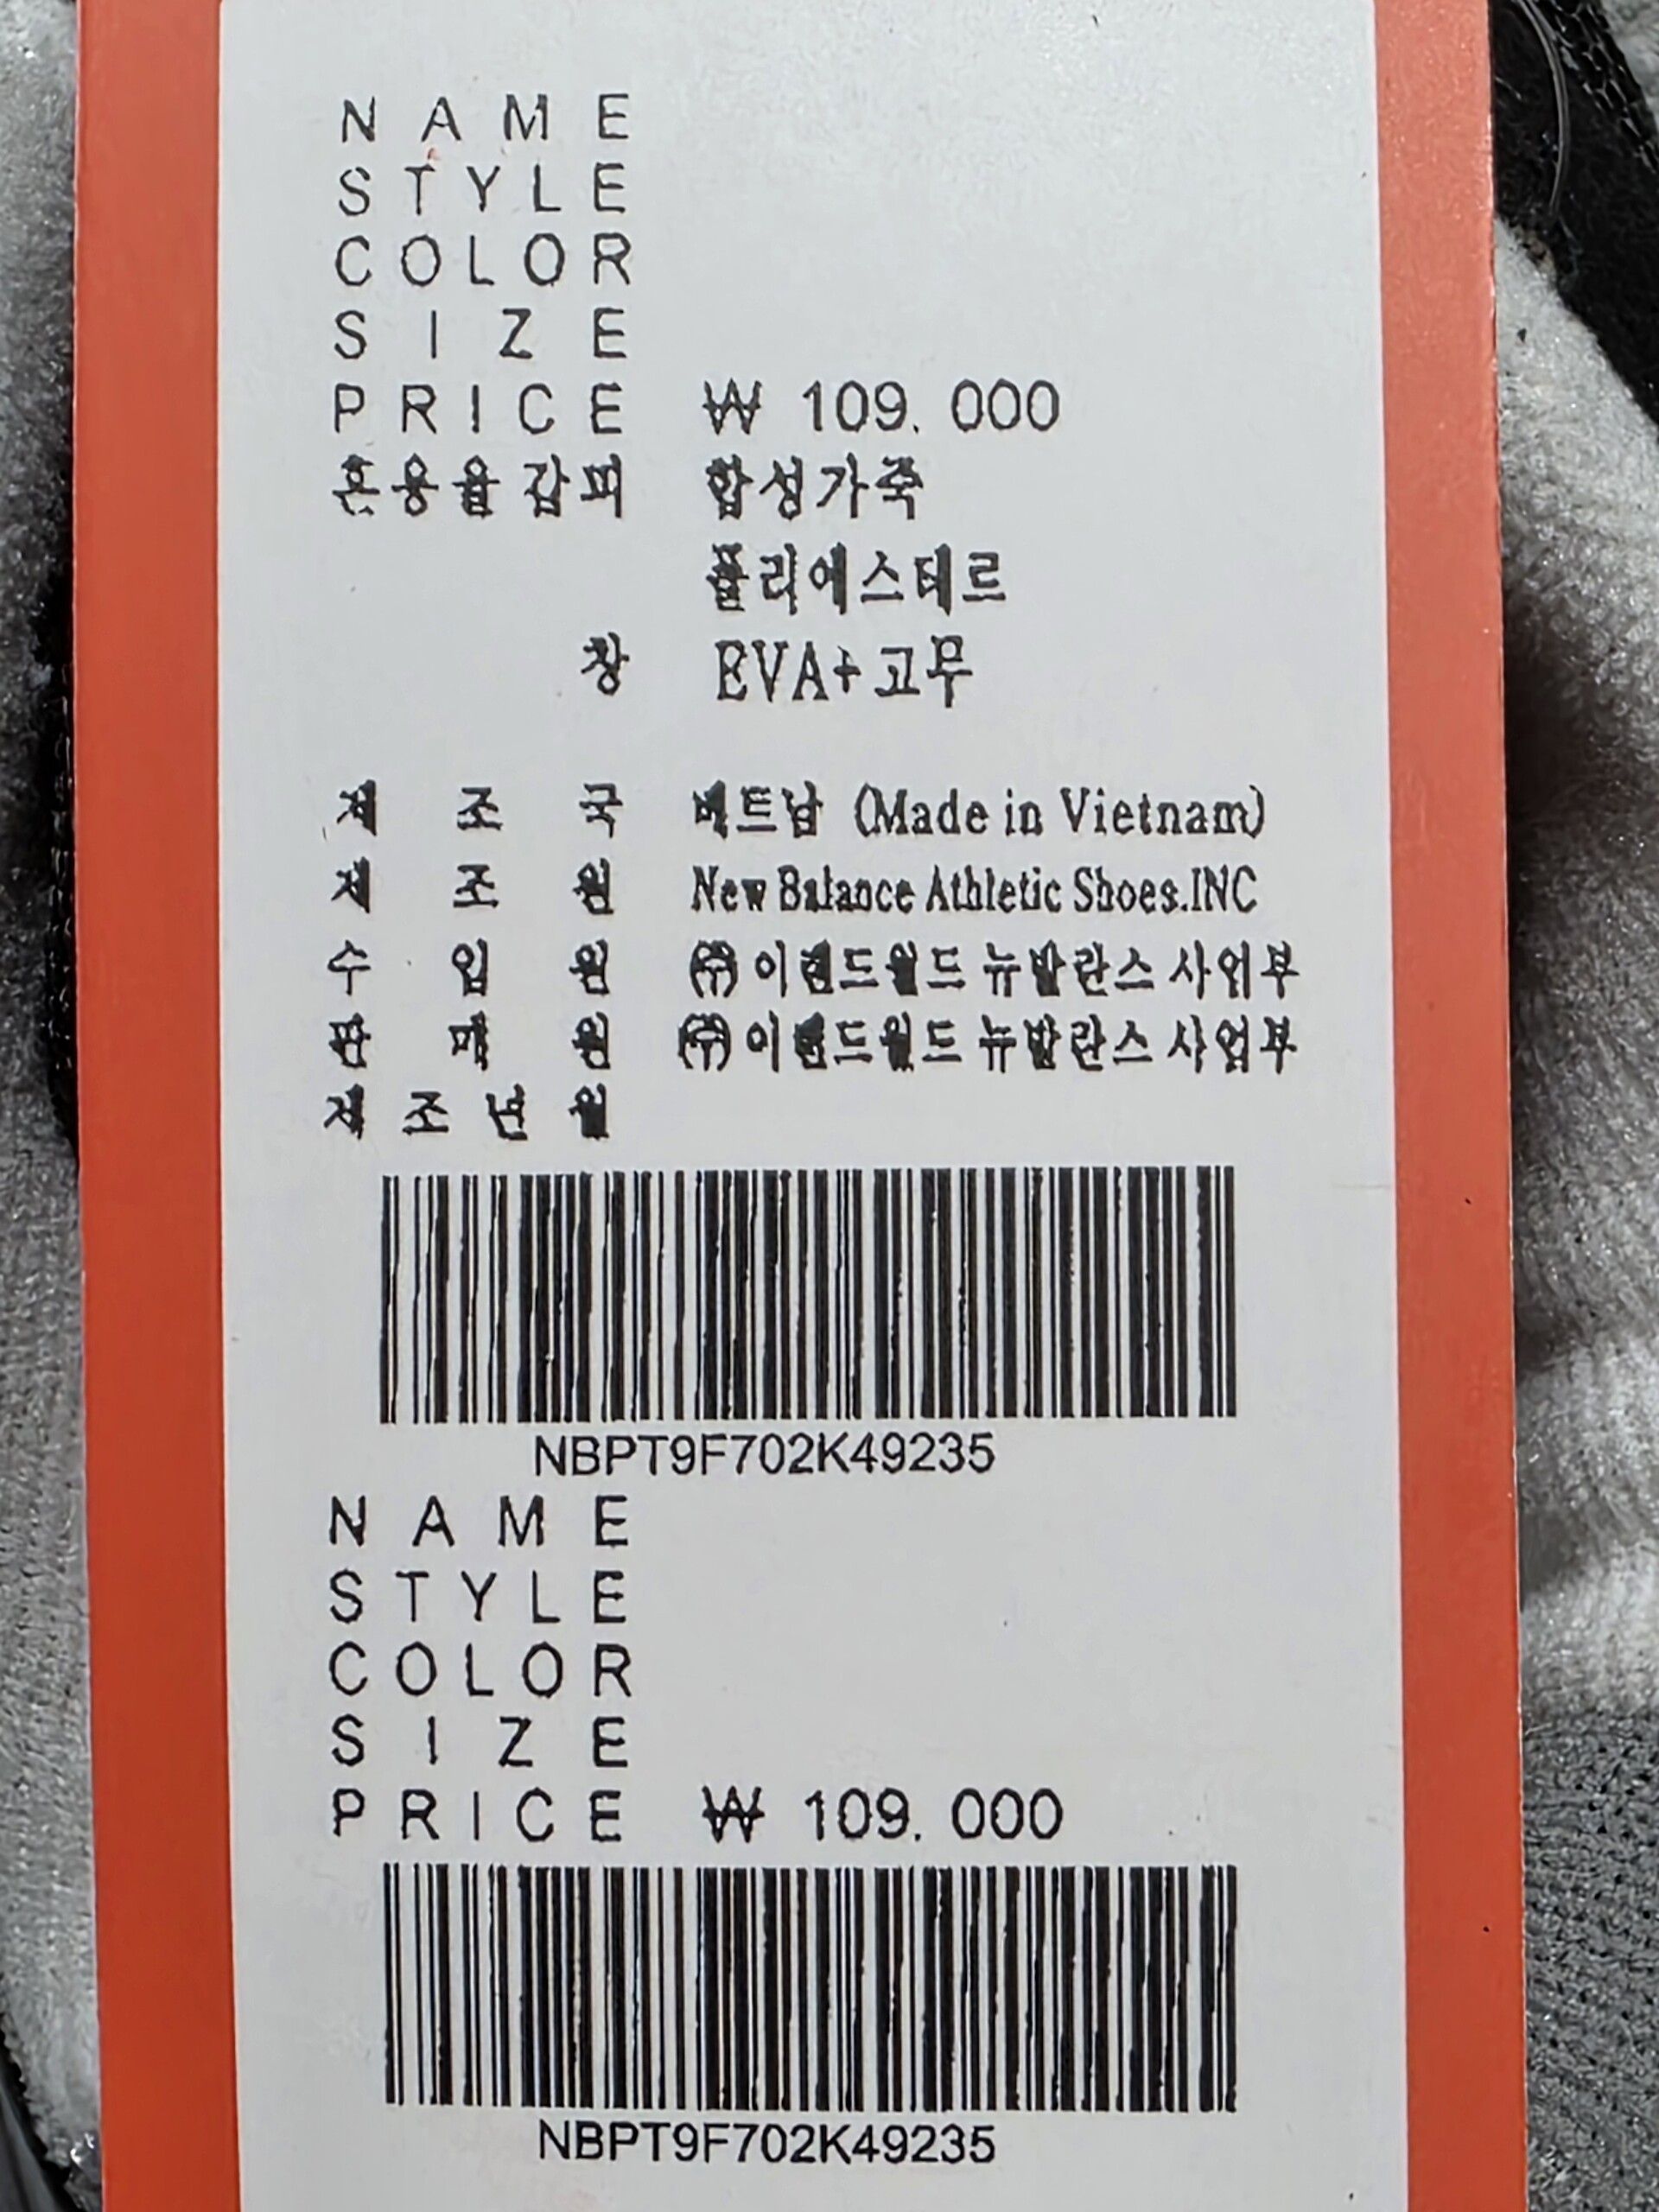 NAME
STYLE
COLOR
SIZE
PRICE ₩ 109. 000
혼용율갑피 합성가죽
폴리에스테르
창 EVA+고무
제조국 베트남 (Made in Vietnam)
제조원 New Balance Athletic Shoes.INC
수입원 ㈜이랜드월드 뉴발란스 사업부
판매원 ㈜이랜드월드 뉴발란스 사업부
제조년월
NBPT9F702K49235
NAME
STYLE
COLOR
SIZE
PRICE ₩ 109. 000
NBPT9F702K49235